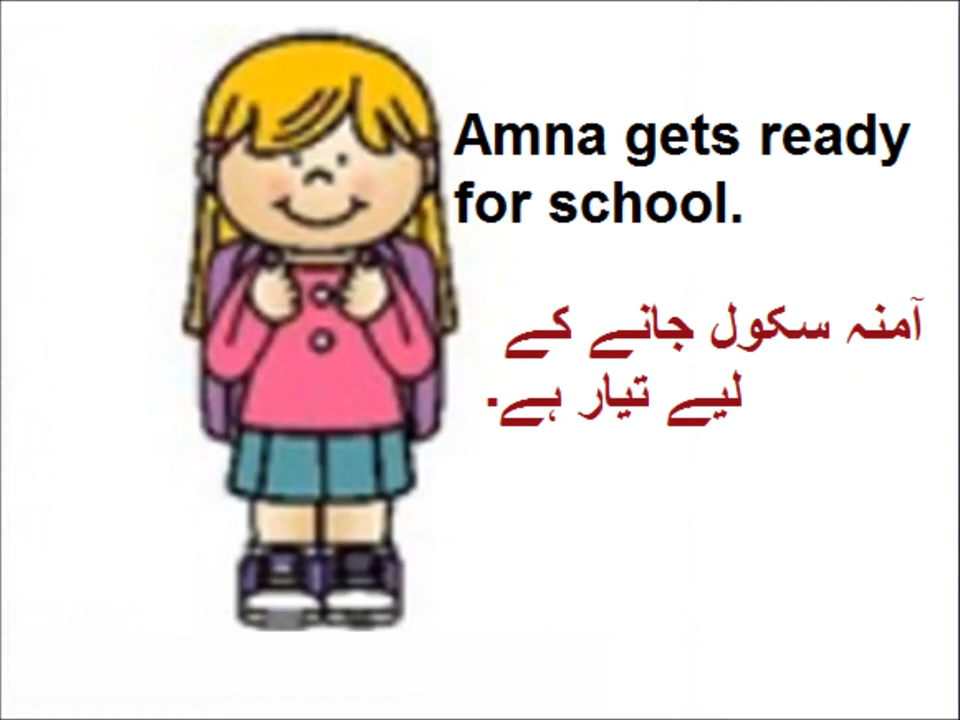 Amna gets ready
for school.
آمنہ سکول جانے کے
لیے تیار ہے.